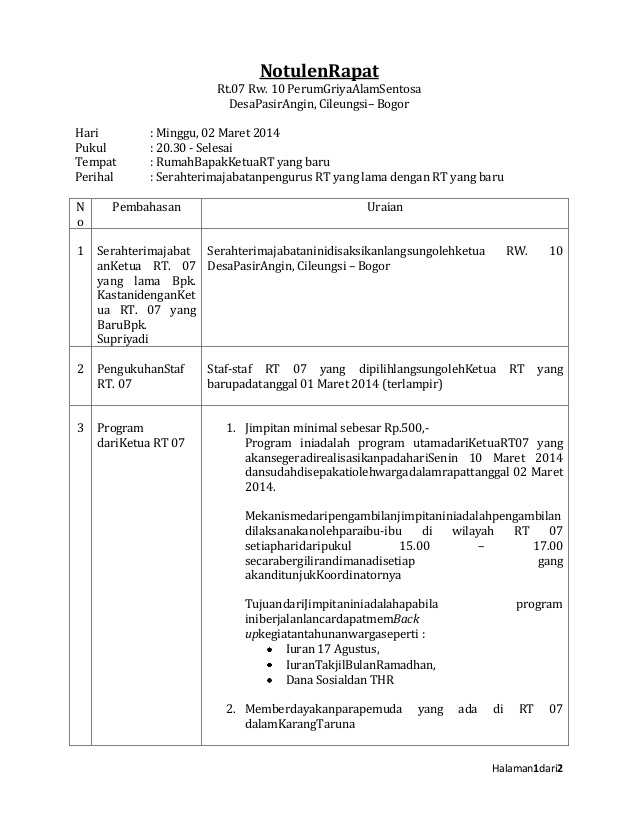 NotulenRapat
Rt.07 Rw. 10 PerumGriyaAlamSentosa
DesaPasirAngin, Cileungsi– Bogor
Hari : Minggu, 02 Maret 2014
Pukul : 20.30 - Selesai
Tempat : RumahBapakKetuaRT yang baru
Perihal : Serahterimajabatanpengurus RT yang lama dengan RT yang baru
N
o
Pembahasan
Uraian
1
Serahterimajabat
anKetua RT. 07
yang lama Bpk.
KastanidenganKet
ua RT. 07 yang
BaruBpk.
Supriyadi
Serahterimajabataninidisaksikanlangsungolehketua RW. 10
DesaPasirAngin, Cileungsi – Bogor
2
PengukuhanStaf
RT. 07
Staf-staf RT 07 yang dipilihlangsungolehKetua RT yang
barupadatanggal 01 Maret 2014 (terlampir)
3
Program
dariKetua RT 07
1. Jimpitan minimal sebesar Rp.500,-
Program iniadalah program utamadariKetuaRT07 yang
akansegeradirealisasikanpadahariSenin 10 Maret 2014
dansudahdisepakatiolehwargadalamrapattanggal 02 Maret
2014.
Mekanismedaripengambilanjimpitaniniadalahpengambilan
dilaksanakanolehparaibu-ibu di wilayah RT 07
setiapharidaripukul 15.00 – 17.00
secarabergilirandimanadisetiap gang
akanditunjukKoordinatornya
TujuandariJimpitaniniadalahapabila program
iniberjalanlancardapatmemBack
upkegiatantahunanwargaseperti :
• Iuran 17 Agustus,
• IuranTakjilBulanRamadhan,
• Dana Sosialdan THR
2. Memberdayakanparapemuda yang ada di RT 07
dalamKarangTaruna
Halaman1dari2